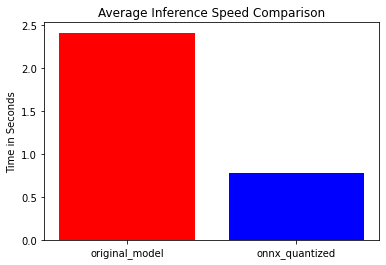 Average Inference Speed Comparison
Time in Seconds
2.5
2.0
1.5
1.0
0.5
0.0
original_model
onnx_quantized